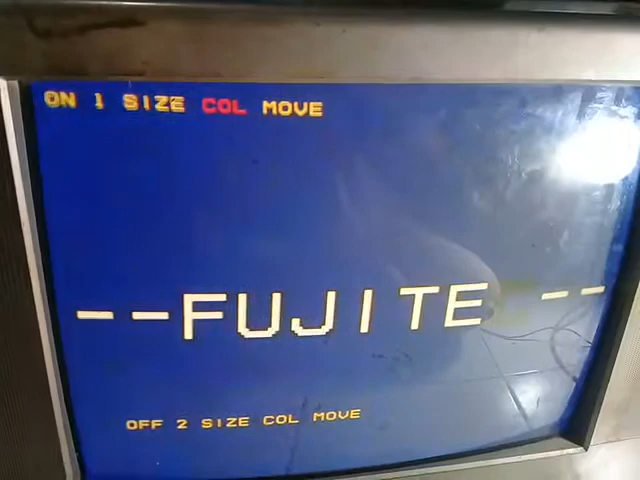 ON 1 SIZE COL MOVE
--FUJITE --
OFF 2 SIZE COL MOVE